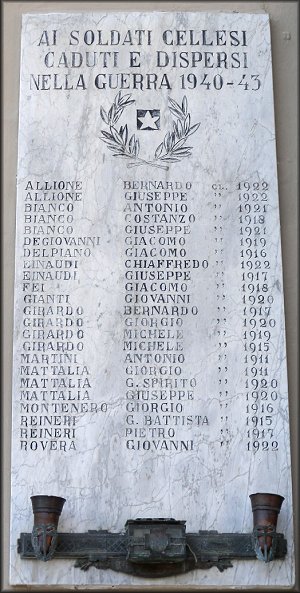 AI SOLDATI CELLESI
CADUTI E DISPERSI
NELLA GUERRA 1940-43
ALLIONE BERNARDO CL. 1922
ALLIONE GIUSEPPE " 1922
BIANCO ANTONIO " 1921
BIANCO COSTANZO " 1918
BIANCO GIUSEPPE " 1921
DEGIOVANNI GIACOMO " 1919
DELPIANO GIACOMO " 1916
EINAUDI CHIAFFREDO " 1922
EINAUDI GIUSEPPE " 1917
FEI GIACOMO " 1918
GIANTI GIOVANNI " 1920
GIRARDO BERNARDO " 1917
GIRARDO GIORGIO " 1920
GIRARDO MICHELE " 1919
GIRARDO MICHELE " 1915
MARTINI ANTONIO " 1911
MATTALIA GIORGIO " 1911
MATTALIA G. SPIRITO " 1920
MATTALIA GIUSEPPE " 1920
MONTENERO GIORGIO " 1916
REINERI G. BATTISTA " 1915
REINERI PIETRO " 1917
ROVERA GIOVANNI " 1922